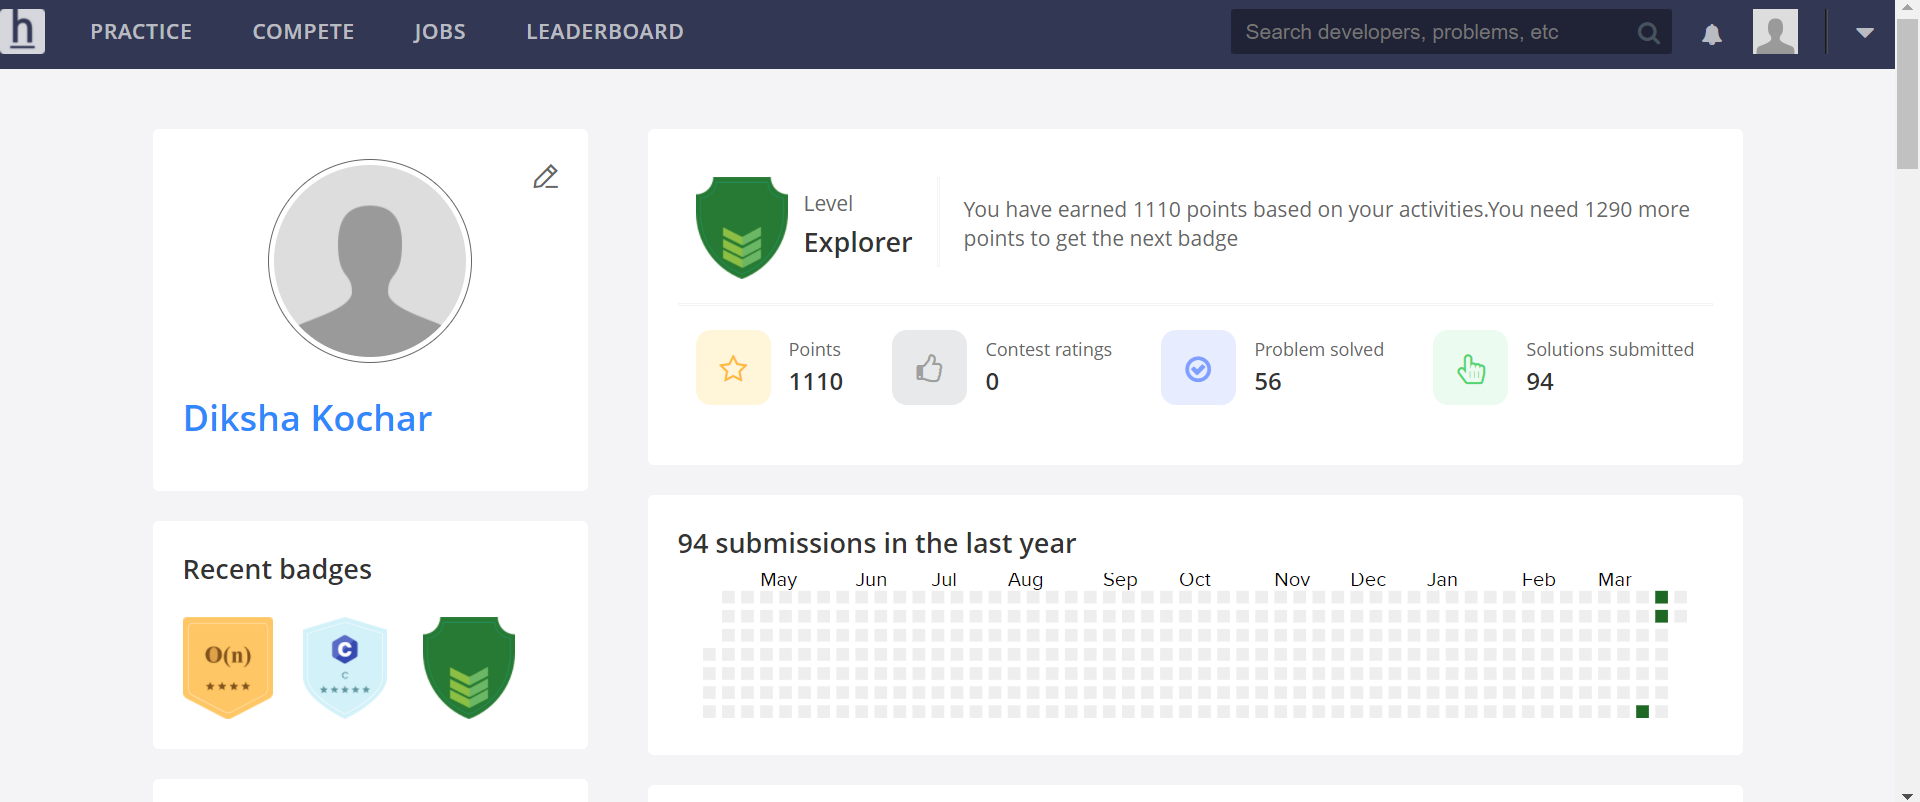 h PRACTICE COMPETE JOBS LEADERBOARD Search developers, problems, etc
Diksha Kochar
Recent badges
O(n)
C
C
Level
Explorer
You have earned 1110 points based on your activities.You need 1290 more
points to get the next badge
Points
1110
Contest ratings
0
Problem solved
56
Solutions submitted
94
94 submissions in the last year
May Jun Jul Aug Sep Oct Nov Dec Jan Feb Mar